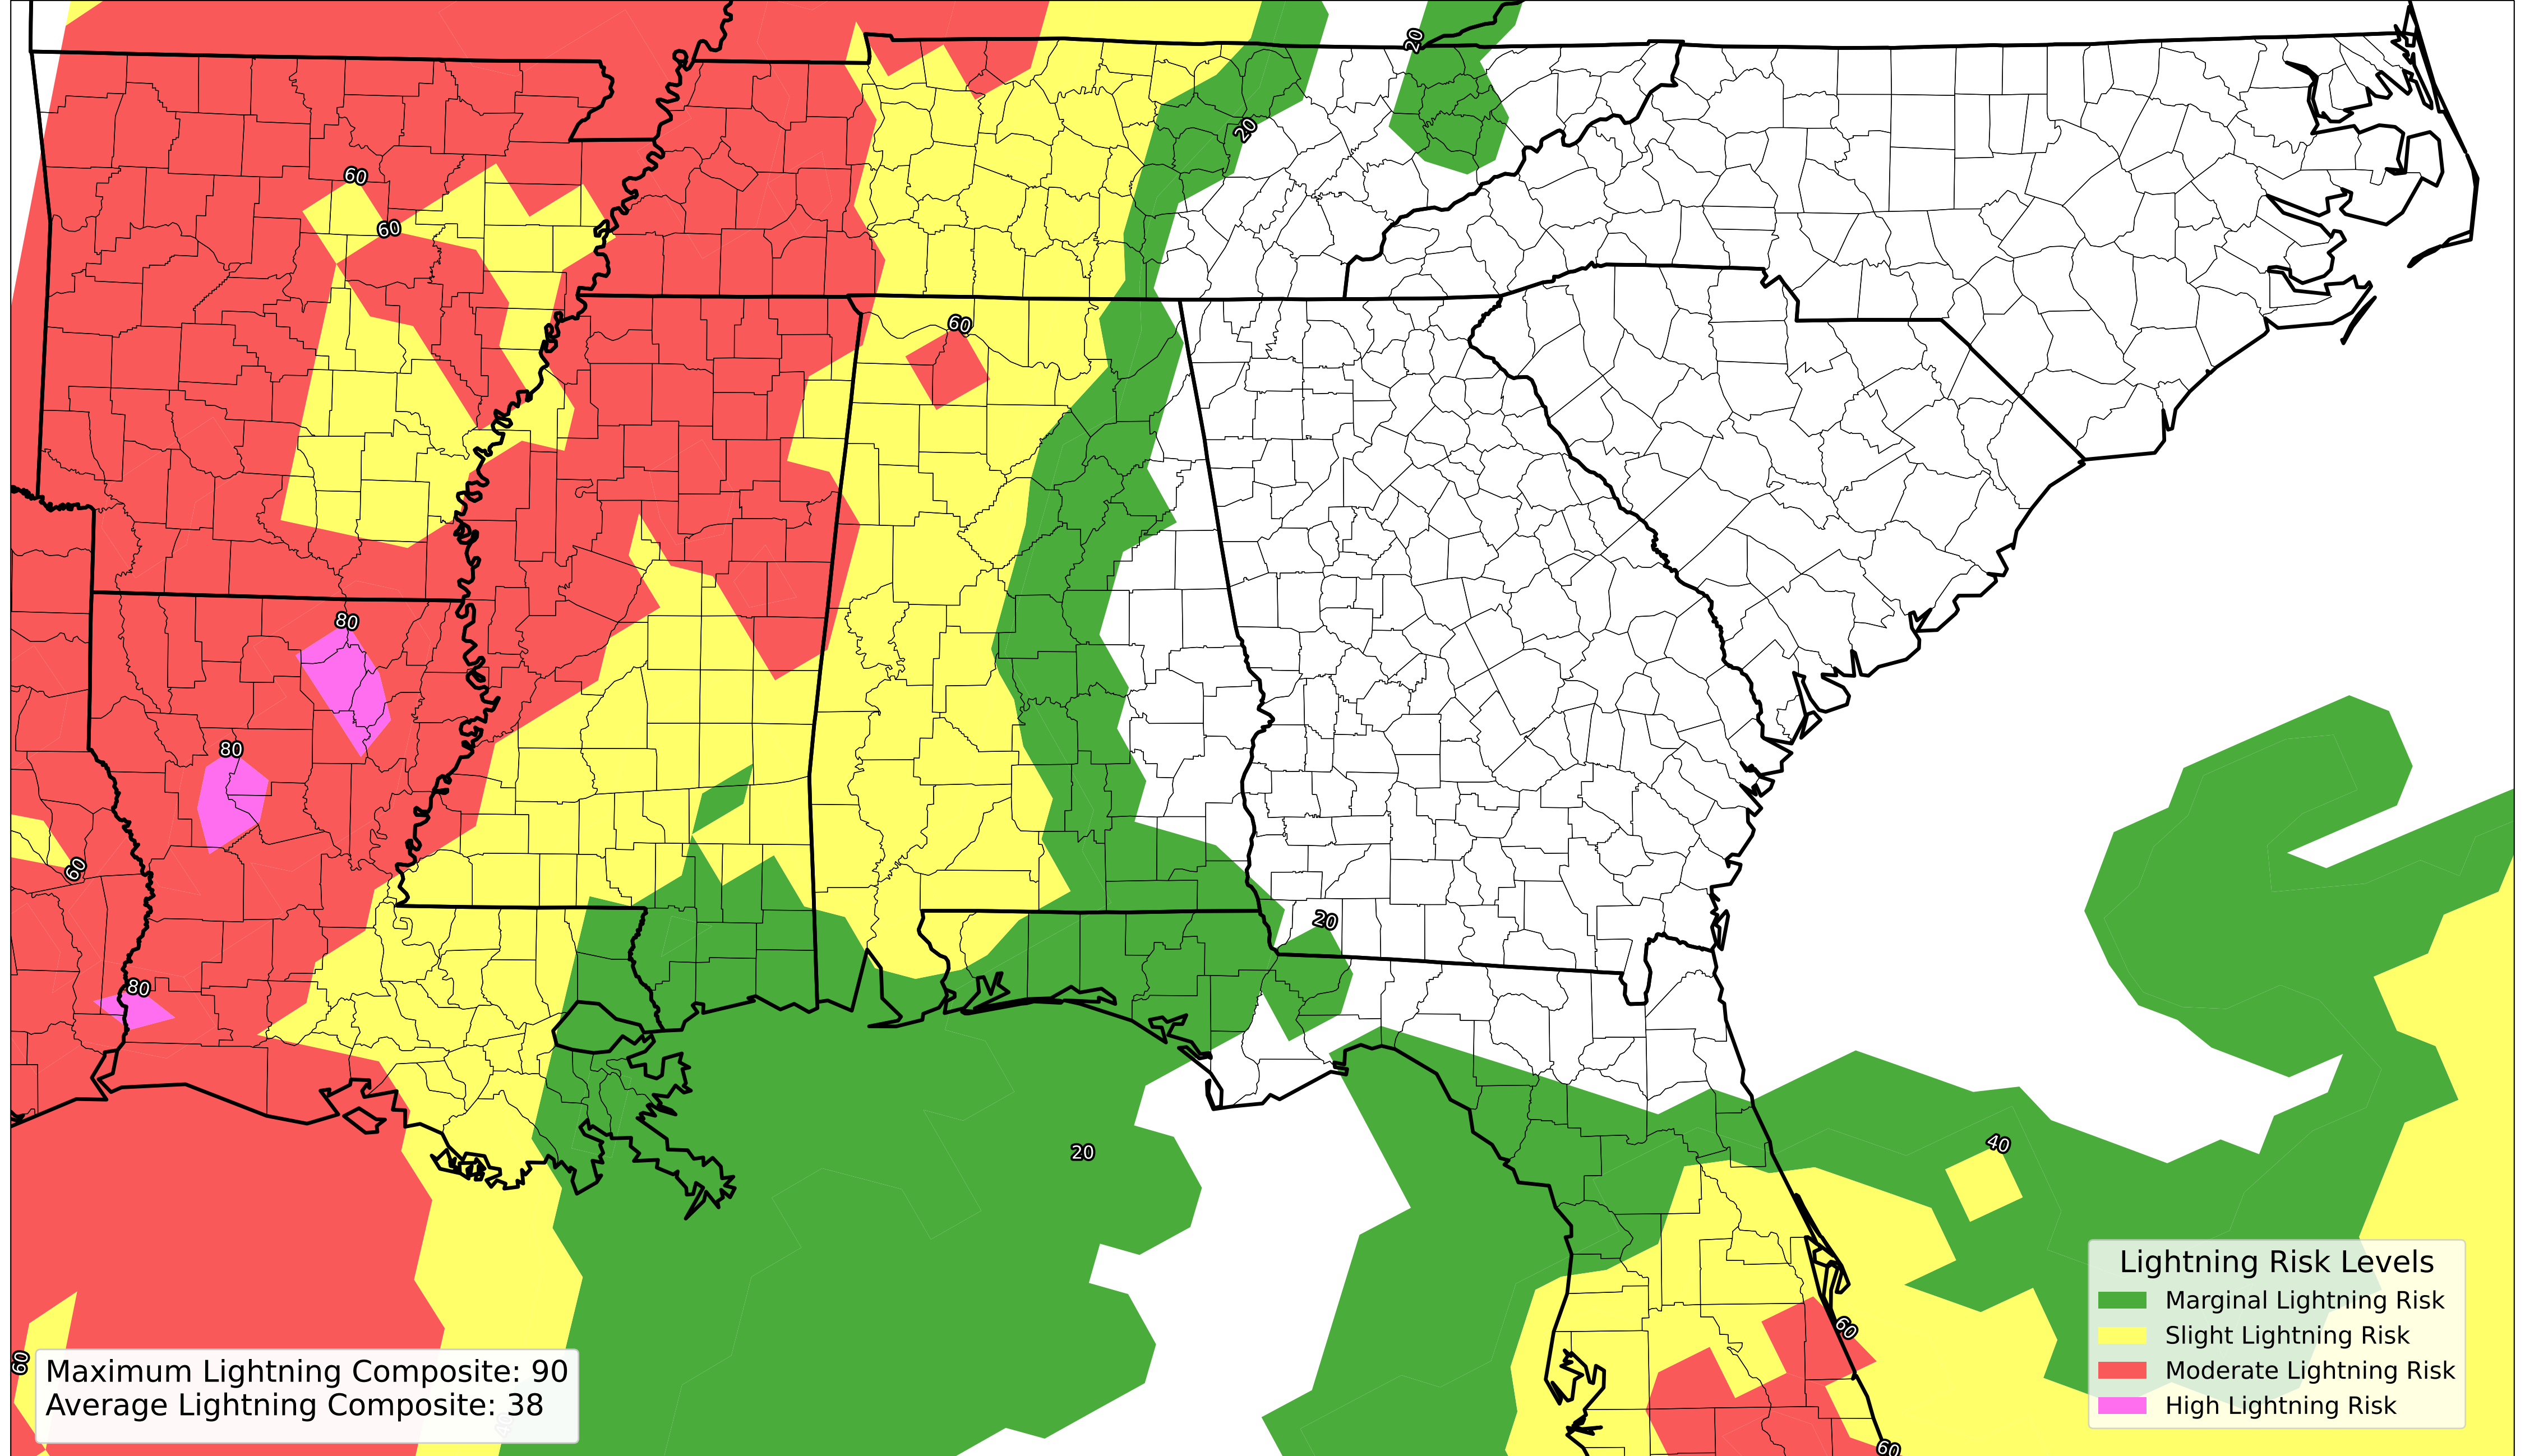 20
20
60
60
60
80
80
60
20
80
20
40
60
60
60
Lightning Risk Levels
Marginal Lightning Risk
Slight Lightning Risk
Moderate Lightning Risk
High Lightning Risk
Maximum Lightning Composite: 90
Average Lightning Composite: 38